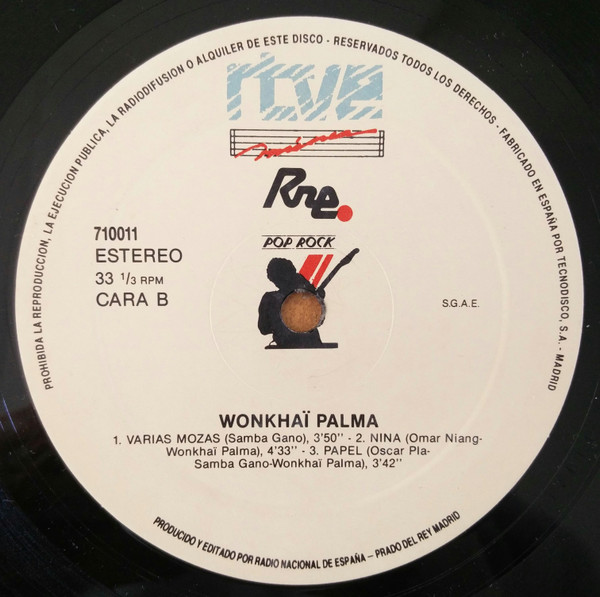 PROHIBIDA LA REPRODUCCION, LA EJECUCION PUBLICA, LA RADIODIFUSION O ALQUILER DE ESTE DISCO - RESERVADOS TODOS LOS DERECHOS - FABRICADO EN ESPAÑA POR TECNODISCO, S.A. - MADRID
rtve
música
Rne.
POP ROCK
710011
ESTEREO
33 1/3 RPM
CARA B
S.G.A.E.
WONKHAÏ PALMA
1. VARIAS MOZAS (Samba Gano), 3'50'' - 2. NINA (Omar Niang-
Wonkhaï Palma), 4'33'' - 3. PAPEL (Oscar Pla-
Samba Gano-Wonkhaï Palma), 3'42''
PRODUCIDO Y EDITADO POR RADIO NACIONAL DE ESPAÑA - PRADO DEL REY MADRID